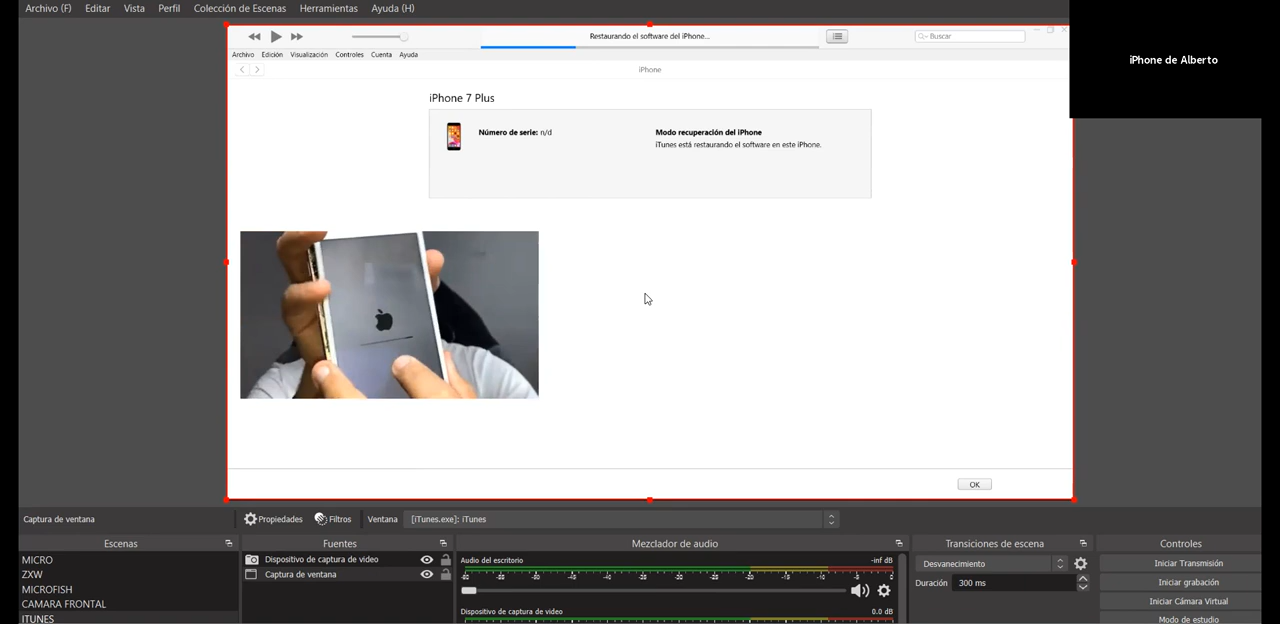 Archivo (F) Editar Vista Perfil Colección de Escenas Herramientas Ayuda (H)
Restaurando el software del iPhone...
Buscar
Archivo Edición Visualización Controles Cuenta Ayuda
iPhone
iPhone de Alberto
iPhone 7 Plus
Número de serie: n/d
Modo recuperación del iPhone
iTunes está restaurando el software en este iPhone.
OK
Captura de ventana
Propiedades Filtros Ventana [iTunes.exe]: iTunes
Escenas Fuentes Mezclador de audio Transiciones de escena Controles
MICRO
ZXW
MICROFISH
CAMARA FRONTAL
ITUNES
Dispositivo de captura de video
Captura de ventana
Audio del escritorio -inf dB
Dispositivo de captura de video 0.0 dB
Desvanecimiento
Duración 300 ms
Iniciar Transmisión
Iniciar grabación
Iniciar Cámara Virtual
Modo de estudio